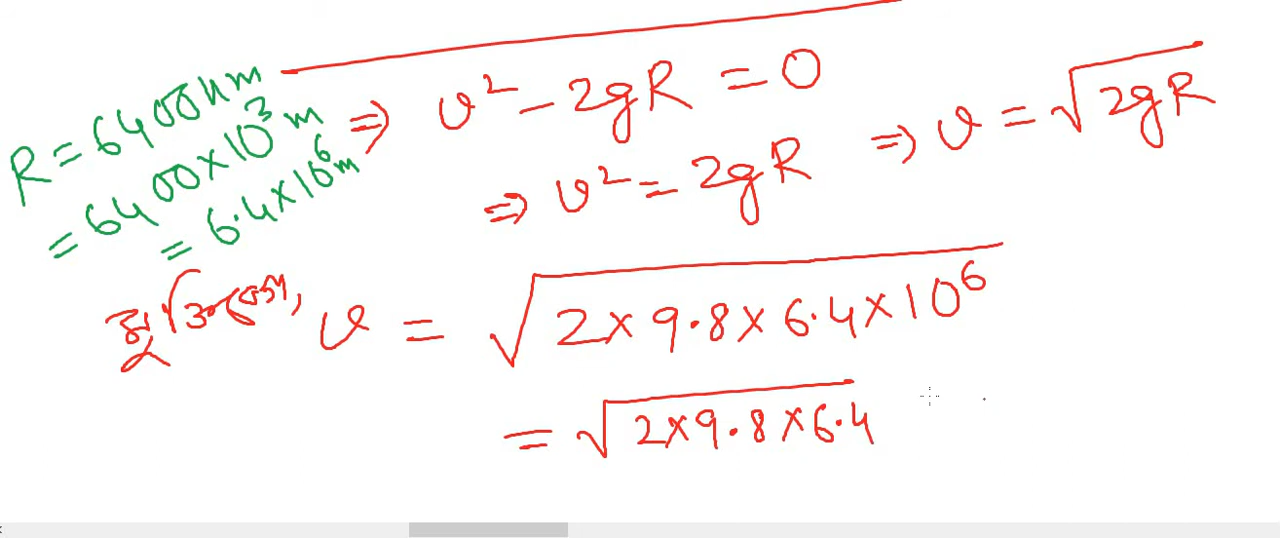 R = 6400 km
= 6400 × 10³ m
= 6.4 × 10⁶ m
⇒ v² - 2gR = 0
⇒ v² = 2gR ⇒ v = √2gR
v = √2 × 9.8 × 6.4 × 10⁶
= √2 × 9.8 × 6.4